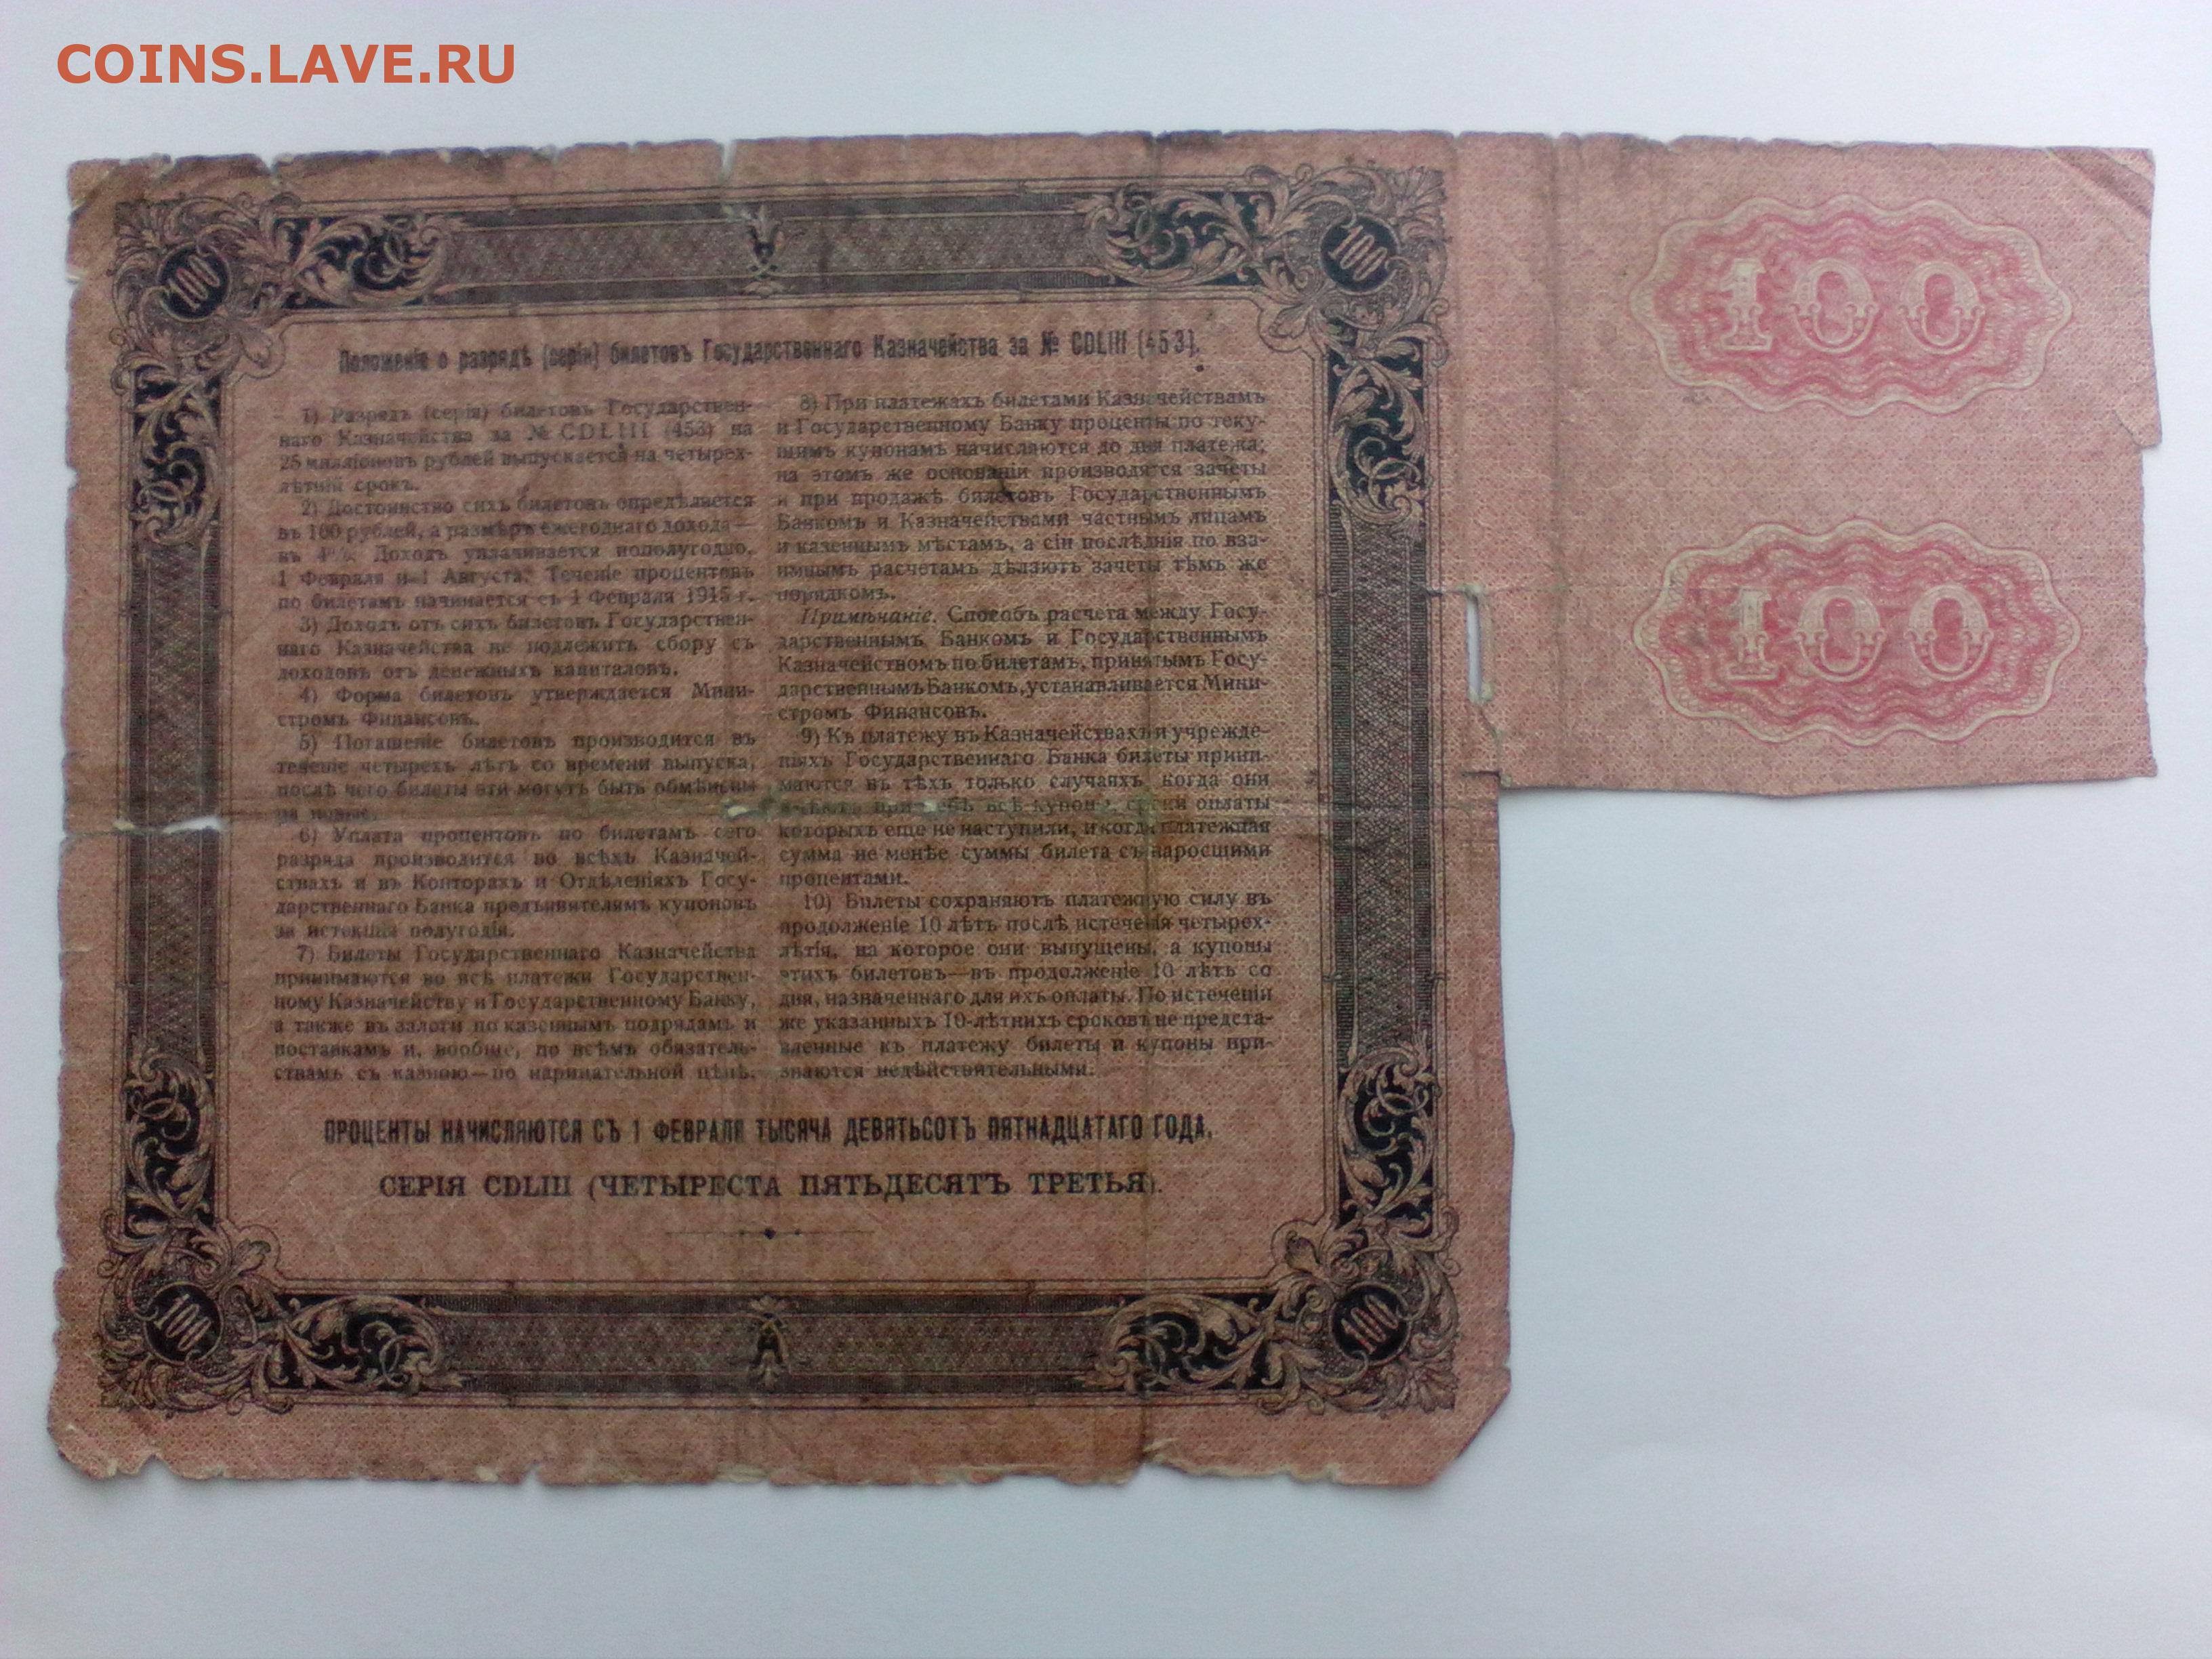 COINS.LAVE.RU
100
100
100
100
Положеніе о разрядѣ (серіи) билетовъ Государственнаго Казначейства за № CDLIII (453).
1) Разрядъ (серія) билетовъ Государствен-
наго Казначейства за № CDLIII (453) на
25 милліоновъ рублей выпускается на четырех-
лѣтній срокъ.
2) Достоинство сихъ билетовъ опредѣляется
въ 100 рублей, а размѣръ ежегоднаго дохода—
въ 4%. Доходъ уплачивается пополугодно,
1 Февраля и 1 Августа. Теченіе процентовъ
по билетамъ начинается съ 1 Февраля 1915 г.
3) Доходъ отъ сихъ билетовъ Государствен-
наго Казначейства не подлежитъ сбору съ
доходовъ отъ денежныхъ капиталовъ.
4) Форма билетовъ утверждается Мини-
стромъ Финансовъ.
5) Погашеніе билетовъ производится въ
теченіе четырехъ лѣтъ со времени выпуска,
послѣ чего билеты эти могутъ быть обмѣнены
на новые.
6) Уплата процентовъ по билетамъ сего
разряда производится во всѣхъ Казначей-
ствахъ и въ Конторахъ и Отдѣленіяхъ Госу-
дарственнаго Банка предъявителямъ купоновъ
за истекшія полугодія.
7) Билеты Государственнаго Казначейства
принимаются во всѣ платежи Государствен-
ному Казначейству и Государственному Банку,
а также въ залоги по казеннымъ подрядамъ и
поставкамъ и, вообще, по всѣмъ обязатель-
ствамъ съ казною—по нарицательной цѣнѣ.
8) При платежахъ билетами Казначействамъ
и Государственному Банку проценты по теку-
щимъ купонамъ начисляются до дня платежа;
на этомъ же основаніи производятся зачеты
и при продажѣ билетовъ Государственнымъ
Банкомъ и Казначействами частнымъ лицамъ
и казеннымъ мѣстамъ, а сіи послѣднія по вза-
имнымъ расчетамъ дѣлаютъ зачеты тѣмъ же
порядкомъ.
Примѣчаніе. Способъ расчета между Госу-
дарственнымъ Банкомъ и Государственнымъ
Казначействомъ по билетамъ, принятымъ Госу-
дарственнымъ Банкомъ, устанавливается Мини-
стромъ Финансовъ.
9) Къ платежу въ Казначействахъ и учрежде-
ніяхъ Государственнаго Банка билеты прини-
маются въ тѣхъ только случаяхъ, когда они
имѣютъ при себѣ всѣ купоны, сроки оплаты
которыхъ еще не наступили, и когда платежная
сумма не менѣе суммы билета съ наросшими
процентами.
10) Билеты сохраняютъ платежную силу въ
продолженіе 10 лѣтъ послѣ истеченія четырех-
лѣтія, на которое они выпущены, а купоны
этихъ билетовъ—въ продолженіе 10 лѣтъ со
дня, назначеннаго для ихъ оплаты. По истеченіи
же указанныхъ 10-лѣтнихъ сроковъ не предста-
вленные къ платежу билеты и купоны при-
знаются недѣйствительными.
ПРОЦЕНТЫ НАЧИСЛЯЮТСЯ СЪ 1 ФЕВРАЛЯ ТЫСЯЧА ДЕВЯТЬСОТЪ ПЯТНАДЦАТАГО ГОДА.
СЕРІЯ CDLIII (ЧЕТЫРЕСТА ПЯТЬДЕСЯТЪ ТРЕТЬЯ).
100
100